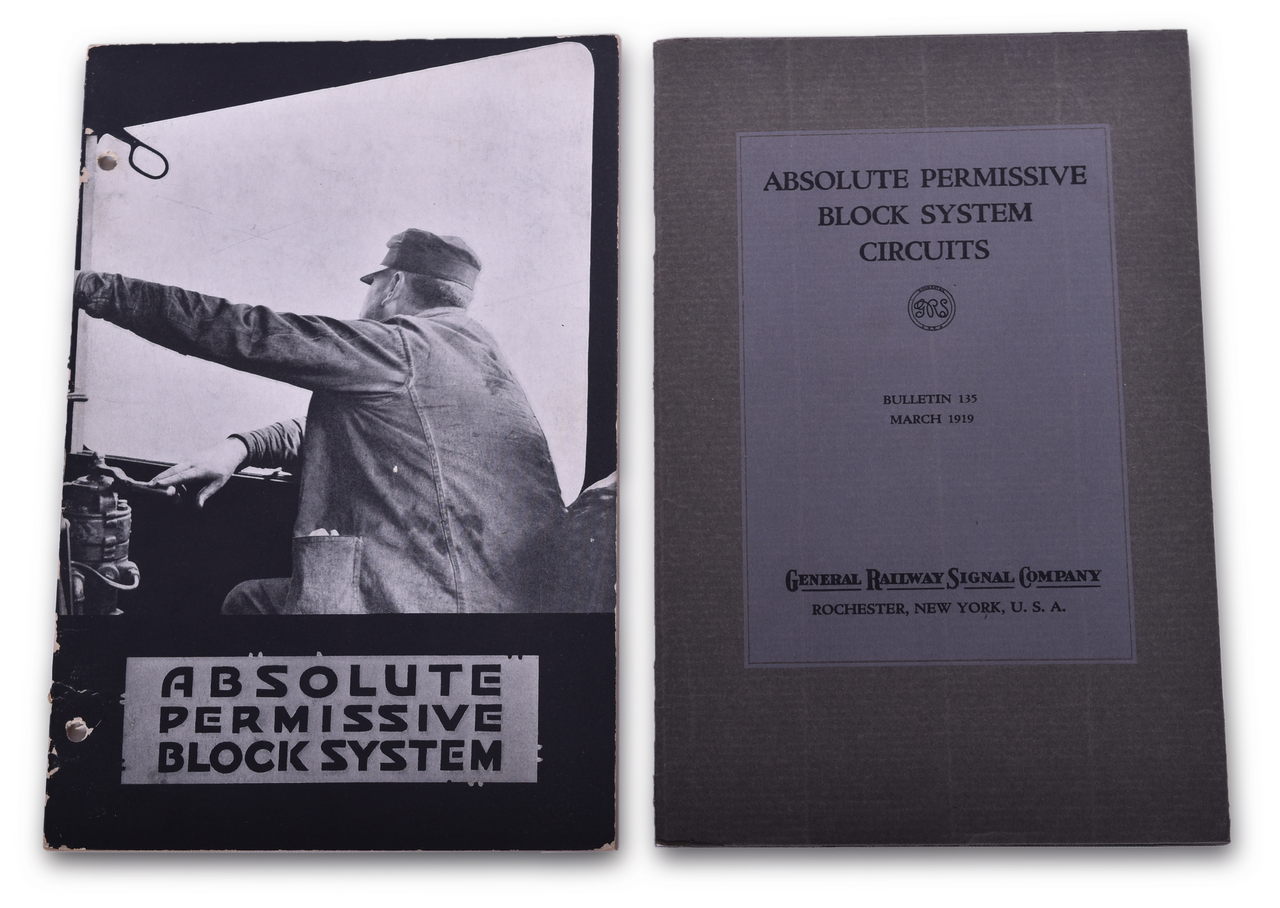 ABSOLUTE
PERMISSIVE
BLOCK SYSTEM
ABSOLUTE PERMISSIVE
BLOCK SYSTEM
CIRCUITS
GRS
BULLETIN 135
MARCH 1919
GENERAL RAILWAY SIGNAL COMPANY
ROCHESTER, NEW YORK, U. S. A.